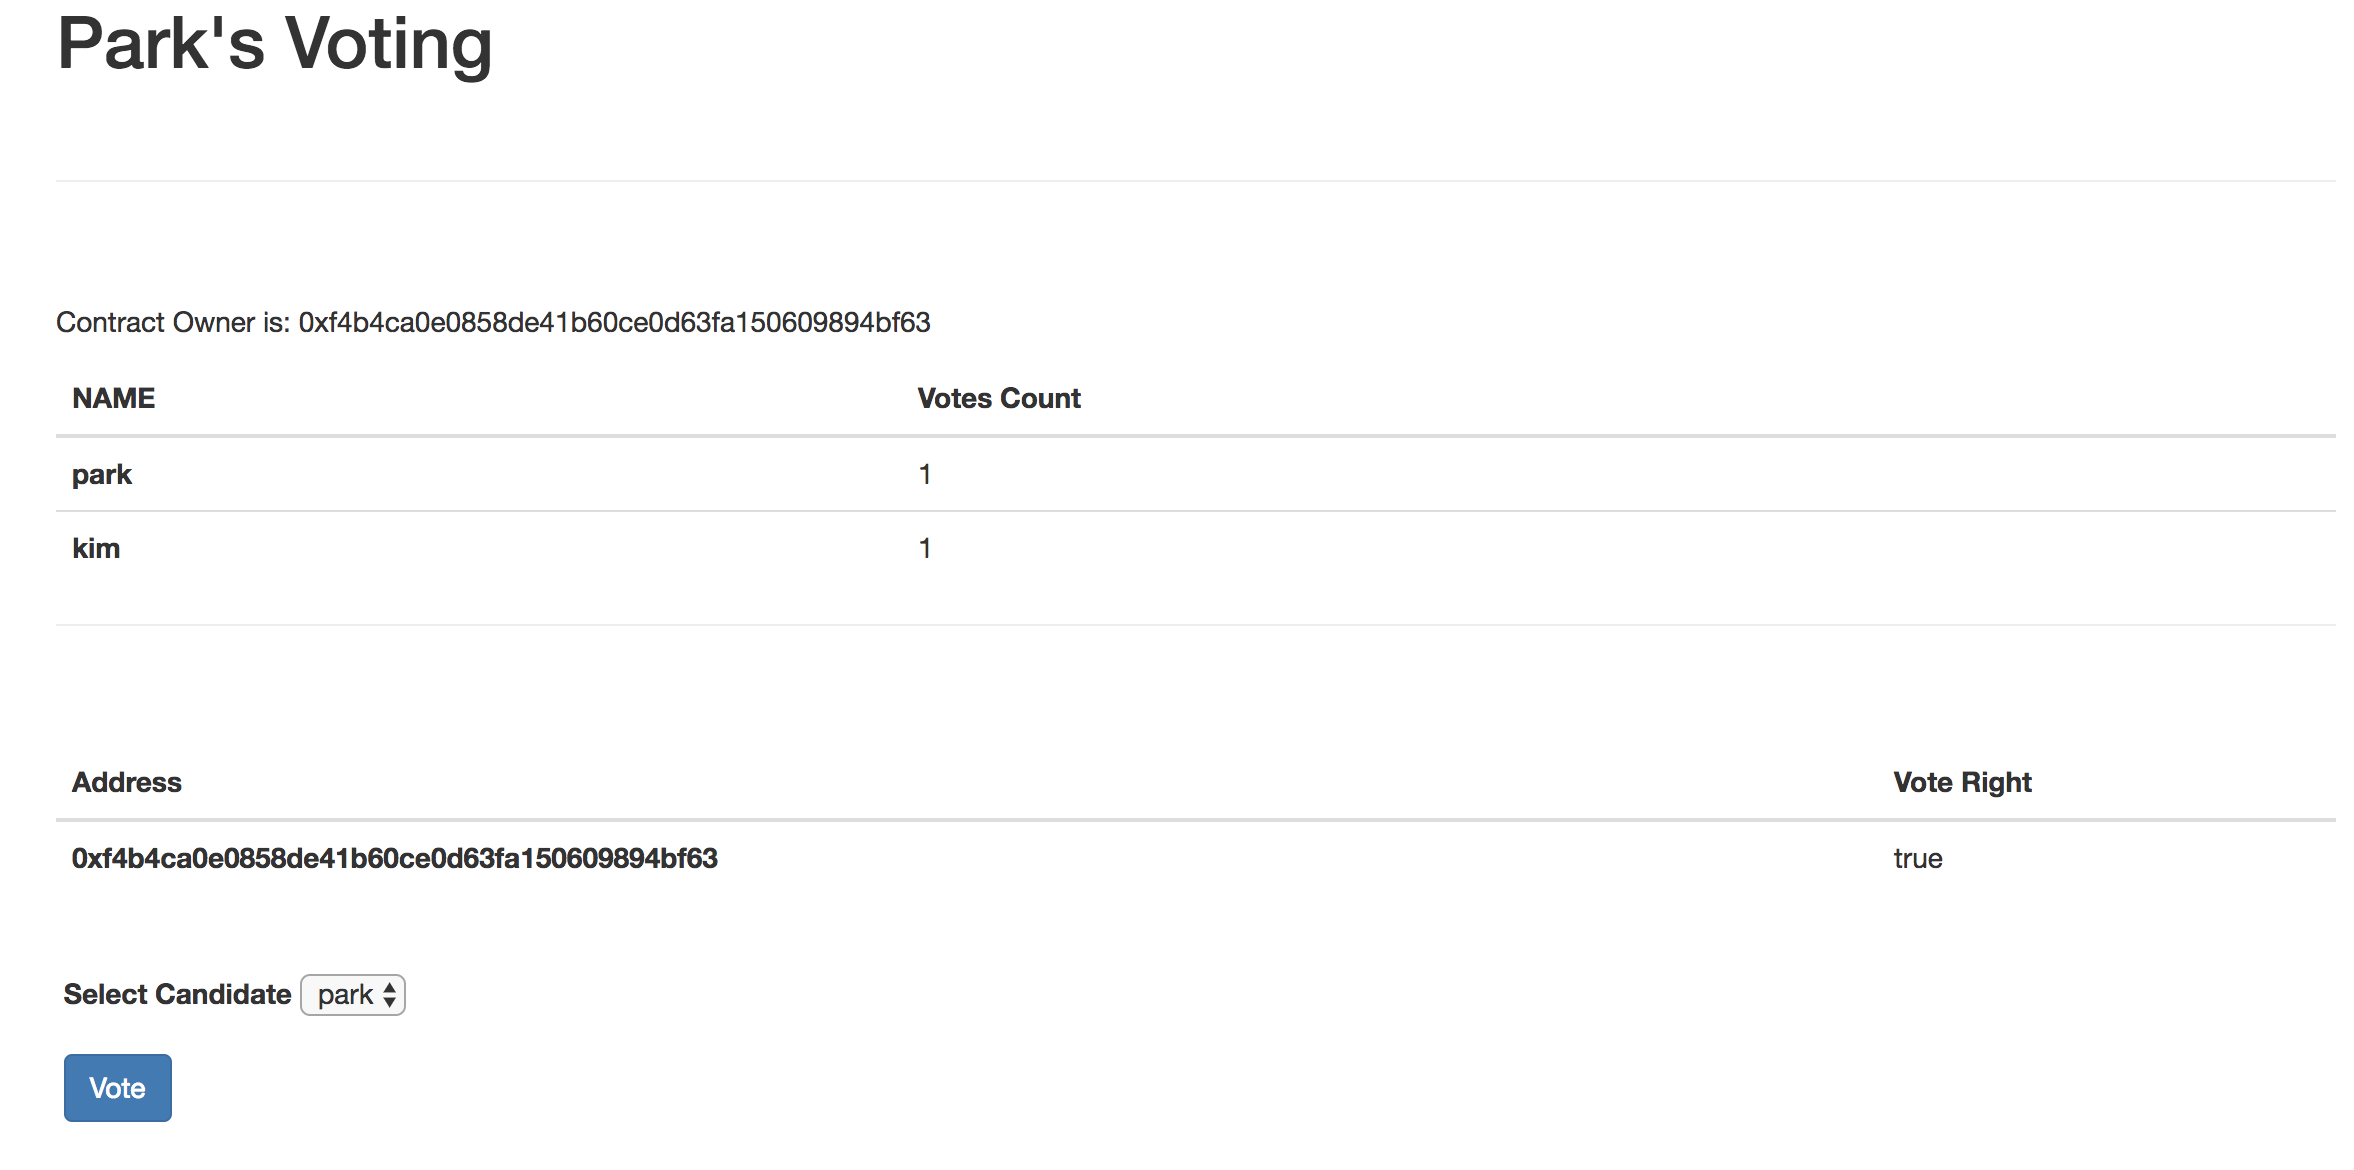 Park's Voting
Contract Owner is: 0xf4b4ca0e0858de41b60ce0d63fa150609894bf63
NAME Votes Count
park 1
kim 1
Address Vote Right
0xf4b4ca0e0858de41b60ce0d63fa150609894bf63 true
Select Candidate park
Vote